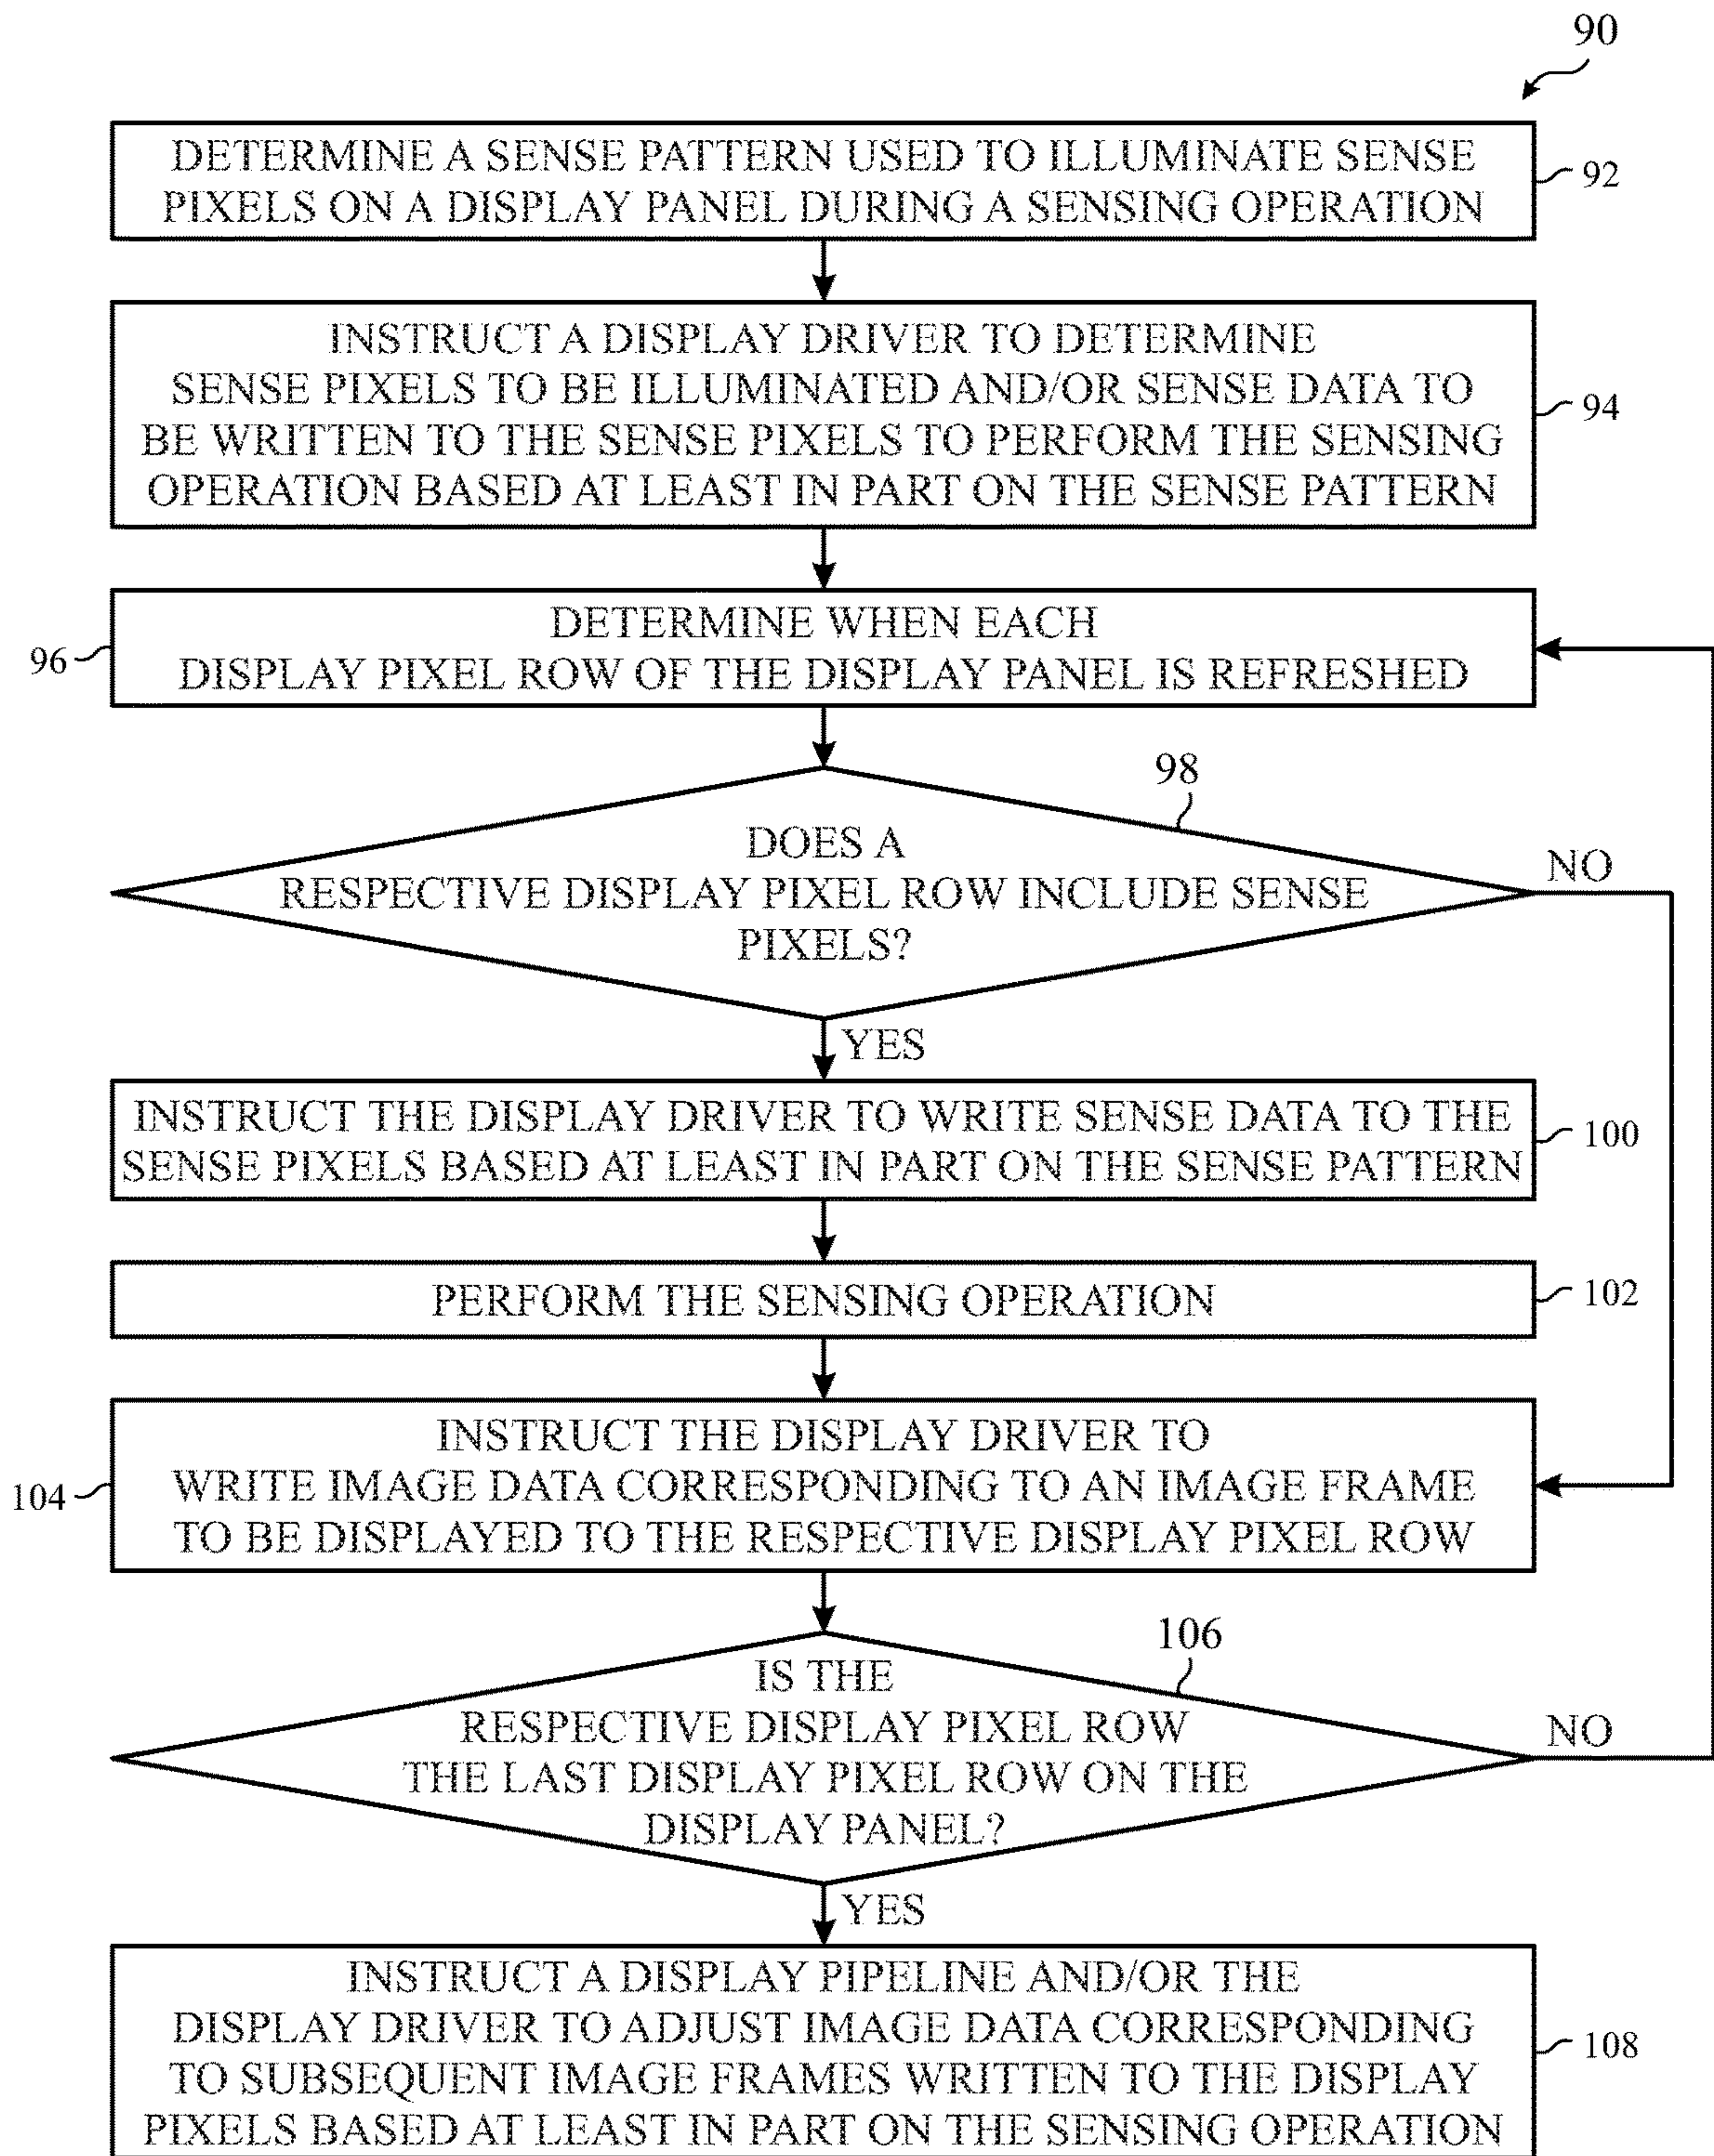 90
DETERMINE A SENSE PATTERN USED TO ILLUMINATE SENSE
PIXELS ON A DISPLAY PANEL DURING A SENSING OPERATION
92
INSTRUCT A DISPLAY DRIVER TO DETERMINE
SENSE PIXELS TO BE ILLUMINATED AND/OR SENSE DATA TO
BE WRITTEN TO THE SENSE PIXELS TO PERFORM THE SENSING
OPERATION BASED AT LEAST IN PART ON THE SENSE PATTERN
94
DETERMINE WHEN EACH
DISPLAY PIXEL ROW OF THE DISPLAY PANEL IS REFRESHED
96
98
DOES A
RESPECTIVE DISPLAY PIXEL ROW INCLUDE SENSE
PIXELS?
NO
YES
INSTRUCT THE DISPLAY DRIVER TO WRITE SENSE DATA TO THE
SENSE PIXELS BASED AT LEAST IN PART ON THE SENSE PATTERN
100
PERFORM THE SENSING OPERATION
102
INSTRUCT THE DISPLAY DRIVER TO
WRITE IMAGE DATA CORRESPONDING TO AN IMAGE FRAME
TO BE DISPLAYED TO THE RESPECTIVE DISPLAY PIXEL ROW
104
106
IS THE
RESPECTIVE DISPLAY PIXEL ROW
THE LAST DISPLAY PIXEL ROW ON THE
DISPLAY PANEL?
NO
YES
INSTRUCT A DISPLAY PIPELINE AND/OR THE
DISPLAY DRIVER TO ADJUST IMAGE DATA CORRESPONDING
TO SUBSEQUENT IMAGE FRAMES WRITTEN TO THE DISPLAY
PIXELS BASED AT LEAST IN PART ON THE SENSING OPERATION
108